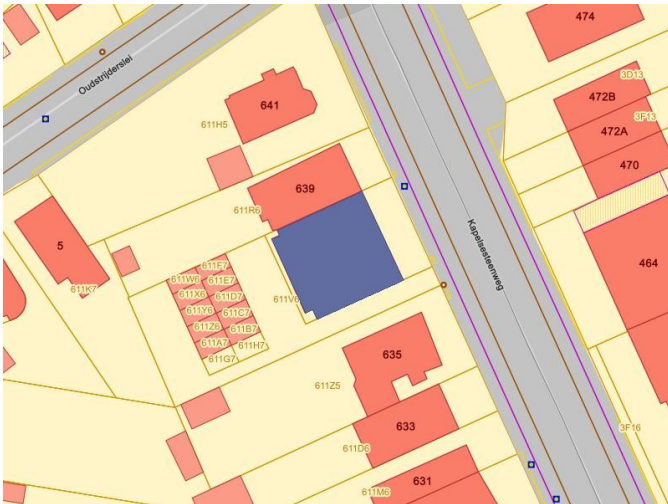 474
3D13
472B
Oudstrijderslei
641
3F13
611H5
472A
470
639
611R6
Kapelsesteenweg
5
464
611F7
611W6
611E7
611K7
611X6
611D7
611V6
611Y6
611C7
611Z6
611B7
611A7
611H7
611G7
635
611Z5
633
3F16
611D6
631
611M6